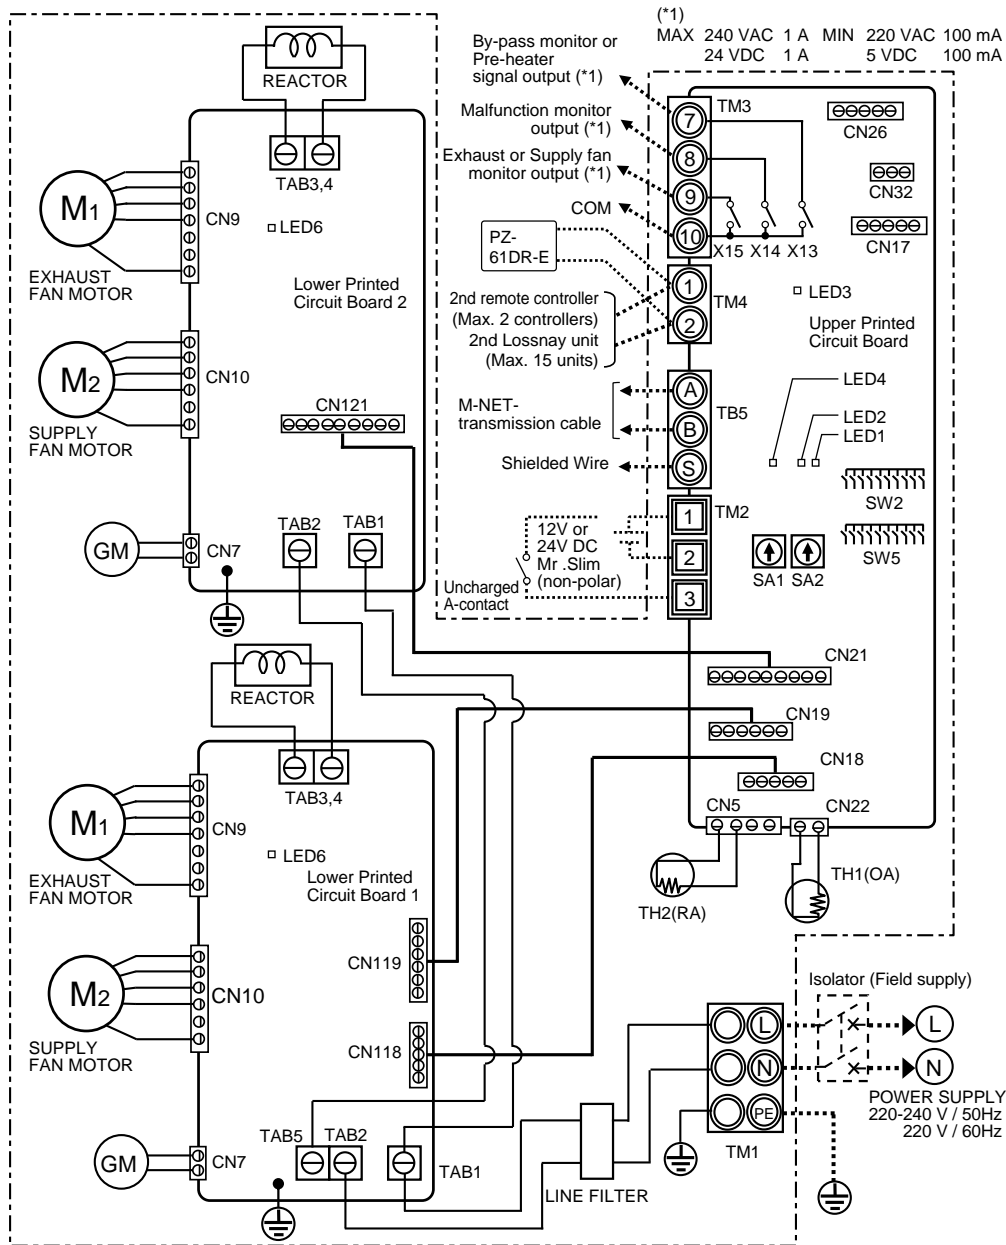 (*1)
MAX 240 VAC 1 A MIN 220 VAC 100 mA
24 VDC 1 A 5 VDC 100 mA
REACTOR
TAB3,4
M1
CN9
LED6
EXHAUST
FAN MOTOR
Lower Printed
Circuit Board 2
M2
CN10
SUPPLY
FAN MOTOR
CN121
TAB2
TAB1
GM
CN7
By-pass monitor or
Pre-heater
signal output (*1)
Malfunction monitor
output (*1)
Exhaust or Supply fan
monitor output (*1)
COM
PZ-
61DR-E
2nd remote controller
(Max. 2 controllers)
2nd Lossnay unit
(Max. 15 units)
M-NET-
transmission cable
Shielded Wire
12V or
24V DC
Mr .Slim
(non-polar)
Uncharged
A-contact
TM3
7
8
9
10
X15 X14 X13
1
2
TM4
A
B
S
TB5
1
2
3
TM2
CN26
CN32
CN17
LED3
Upper Printed
Circuit Board
LED4
LED2
LED1
SW2
SW5
SA1 SA2
CN21
CN19
CN18
CN5
CN22
TH2(RA)
TH1(OA)
REACTOR
TAB3,4
M1
CN9
LED6
EXHAUST
FAN MOTOR
Lower Printed
Circuit Board 1
CN119
M2
CN10
SUPPLY
FAN MOTOR
CN118
GM
CN7
TAB5 TAB2
TAB1
LINE FILTER
Isolator (Field supply)
L
N
PE
TM1
L
N
POWER SUPPLY
220-240 V / 50Hz
220 V / 60Hz